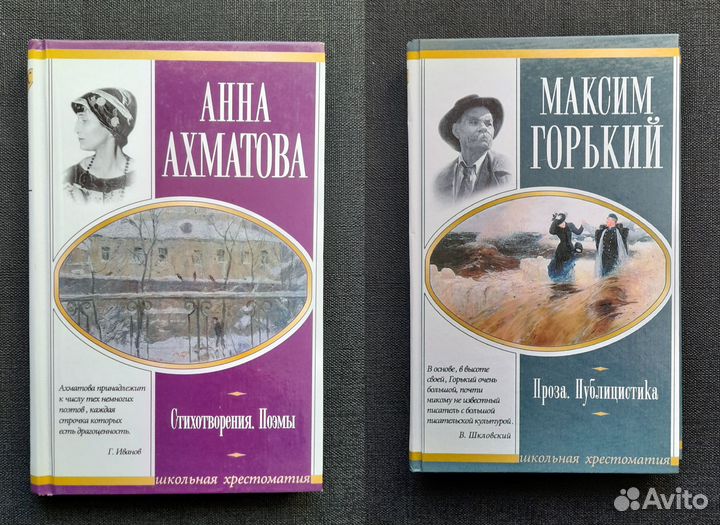 АННА
АХМАТОВА
Ахматова принадлежит
к числу тех немногих
поэтов, каждая
строчка которых
есть драгоценность.
Г. Иванов
Стихотворения. Поэмы
школьная хрестоматия
МАКСИМ
ГОРЬКИЙ
В основе, в высоте
своей, Горький очень
большой, почти
никому не известный
писатель с большой
писательской культурой.
В. Шкловский
Проза. Публицистика
школьная хрестоматия
Avito